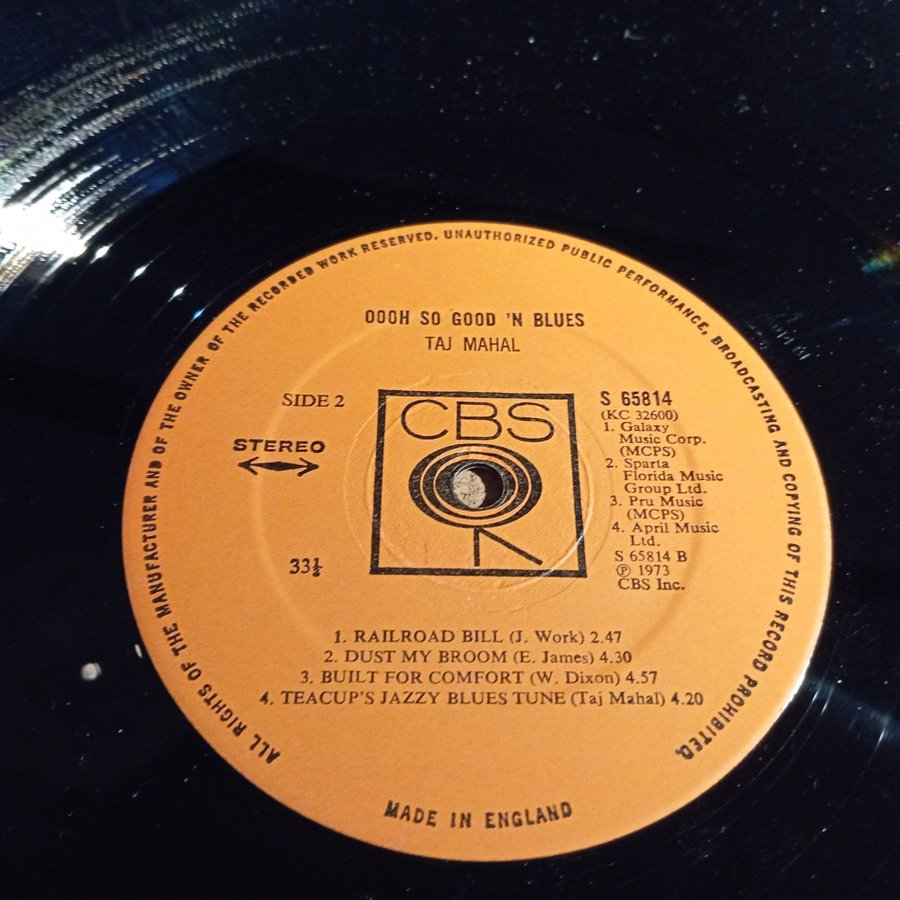 ALL RIGHTS OF THE MANUFACTURER AND OF THE OWNER OF THE RECORDED WORK RESERVED. UNAUTHORIZED PUBLIC PERFORMANCE, BROADCASTING AND COPYING OF THIS RECORD PROHIBITED.
OOOH SO GOOD 'N BLUES
TAJ MAHAL
SIDE 2
STEREO
33⅓
CBS
S 65814
(KC 32600)
1. Galaxy
Music Corp.
(MCPS)
2. Sparta
Florida Music
Group Ltd.
3. Pru Music
(MCPS)
4. April Music
Ltd.
S 65814 B
℗ 1973
CBS Inc.
1. RAILROAD BILL (J. Work) 2.47
2. DUST MY BROOM (E. James) 4.30
3. BUILT FOR COMFORT (W. Dixon) 4.57
4. TEACUP'S JAZZY BLUES TUNE (Taj Mahal) 4.20
MADE IN ENGLAND